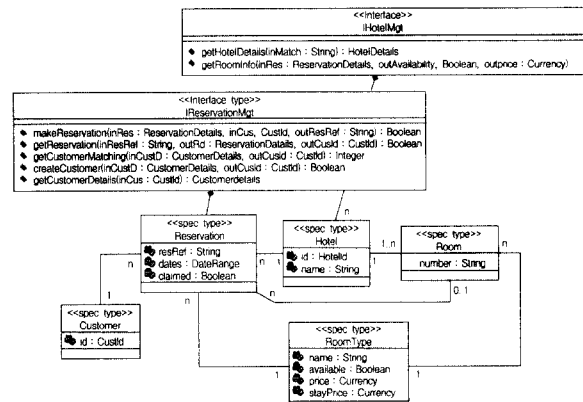 <<Interface>>
IHotelMgt
getHotelDetails(inMatch : String) : HotelDetails
getRoomInfo(inRes : ReservationDetails, outAvailability, Boolean, outprice : Currency)
<<Interface type>>
IReservationMgt
makeReservation(inRes : ReservationDetails, inCus, CustId, outResRef : String) : Boolean
getReservation(inResRef : String, outRd : ReservationDatails, outCusId : CustId) : Boolean
getCustomerMatching(inCustD : CustomerDetails, outCusid : CustId) : Integer
createCustomer(inCustD : CustomerDetails, outCusid : CustId) : Boolean
getCustomerDetails(inCus : CustId) : Customerdetails
<<spec type>>
Reservation
resRef : String
dates : DateRange
claimed : Boolean
<<spec type>>
Hotel
id : HotelId
name : String
<<spec type>>
Room
number : String
<<spec type>>
Customer
id : CustId
<<spec type>>
RoomType
name : String
available : Boolean
price : Currency
stayPrice : Currency
n
n
1
n
1
1
1..n
n
n
n
0..1
n
1
1
1